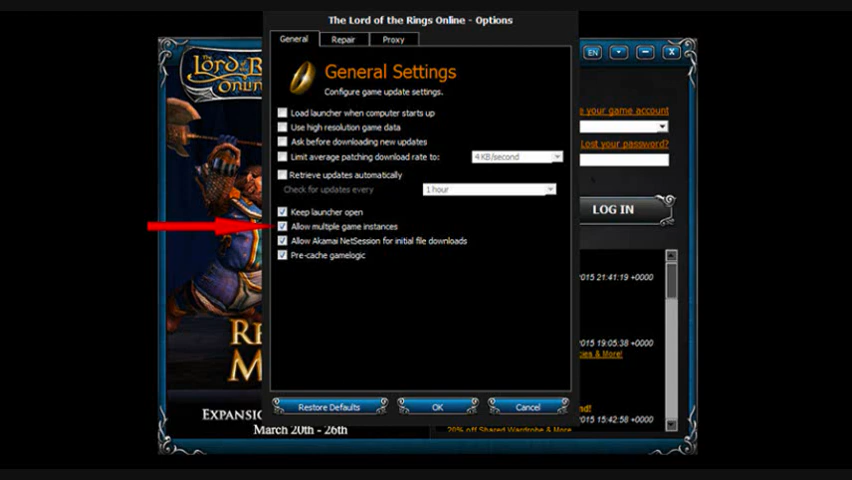 The Lord of the Rings Online - Options
General
Repair
Proxy
EN
General Settings
Configure game update settings.
Load launcher when computer starts up
Use high resolution game data
Ask before downloading new updates
Limit average patching download rate to:
4 KB/second
Retrieve updates automatically
Check for updates every
1 hour
Keep launcher open
Allow multiple game instances
Allow Akamai NetSession for initial file downloads
Pre-cache gamelogic
Restore Defaults
OK
Cancel
Lord
Onlin
your game account
Lost your password?
LOG IN
2015 21:41:19 +0000
2015 19:05:38 +0000
& More!
2015 15:42:58 +0000
20% off Shared Wardrobe & More
RE
M
EXPANSIO
March 20th - 26th